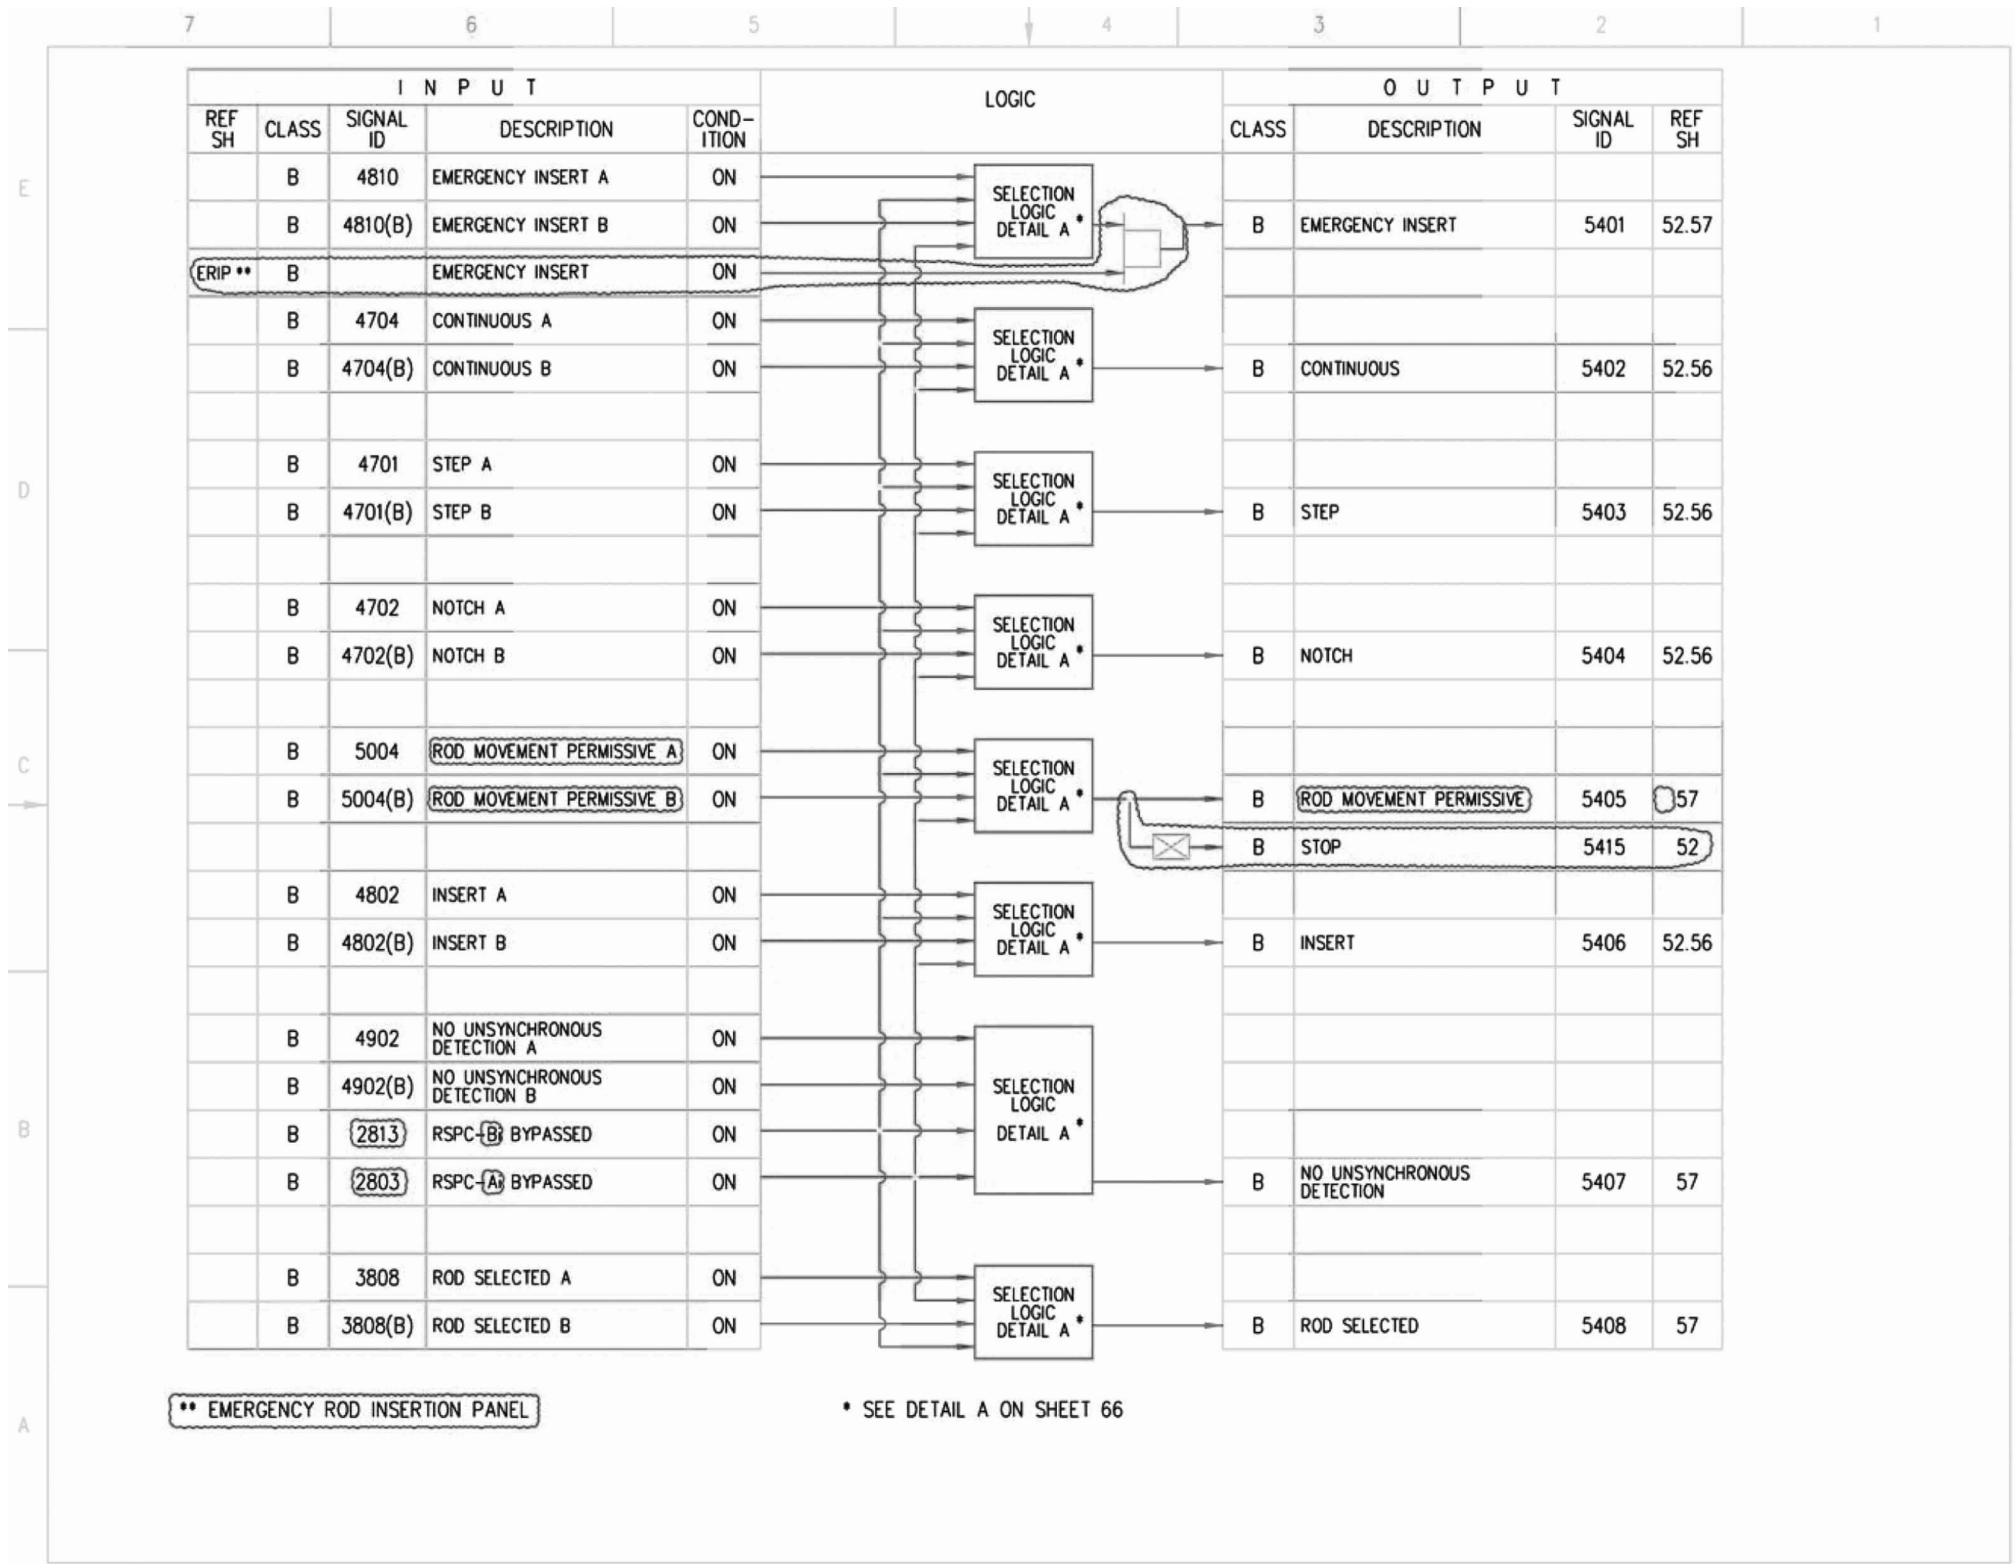 7 6 5 4 3 2 1
I N P U T
LOGIC
O U T P U T
REF SH
CLASS
SIGNAL ID
DESCRIPTION
COND-ITION
CLASS
DESCRIPTION
SIGNAL ID
REF SH
E
B 4810 EMERGENCY INSERT A ON
SELECTION
LOGIC
DETAIL A *
B 4810(B) EMERGENCY INSERT B ON
B EMERGENCY INSERT 5401 52.57
ERIP ** B EMERGENCY INSERT ON
B 4704 CONTINUOUS A ON
SELECTION
LOGIC
DETAIL A *
B 4704(B) CONTINUOUS B ON
B CONTINUOUS 5402 52.56
D
B 4701 STEP A ON
SELECTION
LOGIC
DETAIL A *
B 4701(B) STEP B ON
B STEP 5403 52.56
B 4702 NOTCH A ON
SELECTION
LOGIC
DETAIL A *
B 4702(B) NOTCH B ON
B NOTCH 5404 52.56
C
B 5004 ROD MOVEMENT PERMISSIVE A ON
SELECTION
LOGIC
DETAIL A *
B 5004(B) ROD MOVEMENT PERMISSIVE B ON
B ROD MOVEMENT PERMISSIVE 5405 57
B STOP 5415 52
B 4802 INSERT A ON
SELECTION
LOGIC
DETAIL A *
B 4802(B) INSERT B ON
B INSERT 5406 52.56
B 4902 NO UNSYNCHRONOUS
DETECTION A ON
B 4902(B) NO UNSYNCHRONOUS
DETECTION B ON
SELECTION
LOGIC
DETAIL A *
B
B 2813 RSPC-B BYPASSED ON
B 2803 RSPC-A BYPASSED ON
B NO UNSYNCHRONOUS
DETECTION 5407 57
B 3808 ROD SELECTED A ON
SELECTION
LOGIC
DETAIL A *
B 3808(B) ROD SELECTED B ON
B ROD SELECTED 5408 57
A
** EMERGENCY ROD INSERTION PANEL
* SEE DETAIL A ON SHEET 66